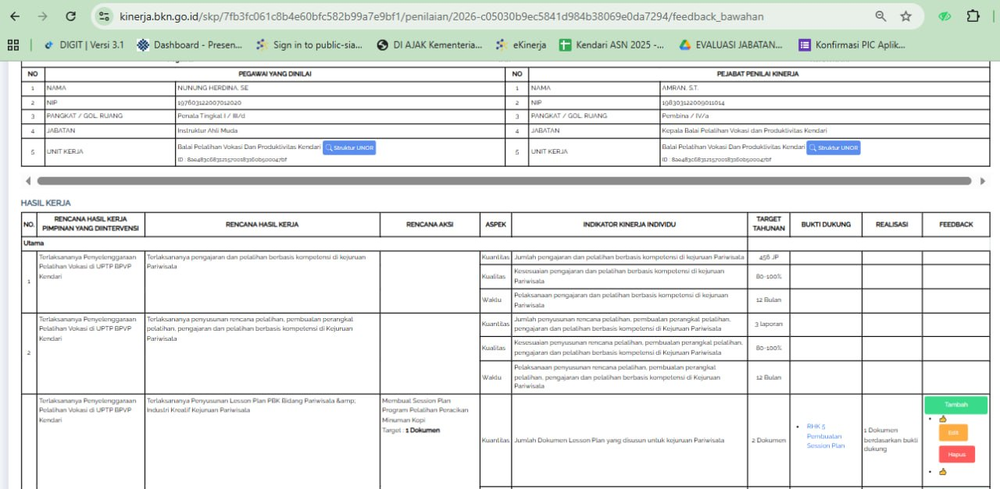 kinerja.bkn.go.id/skp/7fb3fc061c8b4e60bfc582b99a7e9bf1/penilaian/2026-c05030b9ec5841d984b38069e0da7294/feedback_bawahan
DIGIT | Versi 3.1
Dashboard - Presen...
Sign in to public-sia...
DI AJAK Kementeria...
eKinerja
Kendari ASN 2025 -...
EVALUASI JABATAN...
Konfirmasi PIC Aplik...
NO PEGAWAI YANG DINILAI NO PEJABAT PENILAI KINERJA
1 NAMA NUNUNG HERDINA, SE 1 NAMA AMRAN, S.T.
2 NIP 197603122007012020 2 NIP 198303122009011014
3 PANGKAT / GOL. RUANG Penata Tingkat I / III/d 3 PANGKAT / GOL. RUANG Pembina / IV/a
4 JABATAN Instruktur Ahli Muda 4 JABATAN Kepala Balai Pelatihan Vokasi dan Produktivitas Kendari
5 UNIT KERJA Balai Pelatihan Vokasi Dan Produktivitas Kendari Struktur UNOR 5 UNIT KERJA Balai Pelatihan Vokasi Dan Produktivitas Kendari Struktur UNOR
ID : 8ae483c6831215700183160b500047bf ID : 8ae483c6831215700183160b500047bf
HASIL KERJA
NO. RENCANA HASIL KERJA PIMPINAN YANG DIINTERVENSI RENCANA HASIL KERJA RENCANA AKSI ASPEK INDIKATOR KINERJA INDIVIDU TARGET TAHUNAN BUKTI DUKUNG REALISASI FEEDBACK
Utama
1
Terlaksananya Penyelenggaraan
Pelatihan Vokasi di UPTP BPVP
Kendari
Terlaksananya pengajaran dan pelatihan berbasis kompetensi di kejuruan
Pariwisata
Kuantitas Jumlah pengajaran dan pelatihan berbasis kompetensi di kejuruan Pariwisata 456 JP
Kualitas Kesesuaian pengajaran dan pelatihan berbasis kompetensi di kejuruan
Pariwisata 80-100%
Waktu Pelaksanaan pengajaran dan pelatihan berbasis kompetensi di kejuruan
Pariwisata 12 Bulan
2
Terlaksananya Penyelenggaraan
Pelatihan Vokasi di UPTP BPVP
Kendari
Terlaksananya penyusunan rencana pelatihan, pembuatan perangkat
pelatihan, pengajaran dan pelatihan berbasis kompetensi di Kejuruan
Pariwisata
Kuantitas Jumlah penyusunan rencana pelatihan, pembuatan perangkat pelatihan,
pengajaran dan pelatihan berbasis kompetensi di Kejuruan Pariwisata 3 laporan
Kualitas Kesesuaian penyusunan rencana pelatihan, pembuatan perangkat pelatihan,
pengajaran dan pelatihan berbasis kompetensi di Kejuruan Pariwisata 80-100%
Waktu Pelaksanaan penyusunan rencana pelatihan, pembuatan perangkat
pelatihan, pengajaran dan pelatihan berbasis kompetensi di Kejuruan
Pariwisata 12 Bulan
Terlaksananya Penyelenggaraan
Pelatihan Vokasi di UPTP BPVP
Kendari
Terlaksananya Penyusunan Lesson Plan PBK Bidang Pariwisata &amp;
Industri Kreatif Kejuruan Pariwisata
Membuat Session Plan
Program Pelatihan Peracikan
Minuman Kopi
Target : 1 Dokumen
Kuantitas Jumlah Dokumen Lesson Plan yang disusun untuk kejuruan Pariwisata 2 Dokumen
RHK 5
Pembuatan
Session Plan
1 Dokumen
berdasarkan bukti
dukung
Tambah
Edit
Hapus